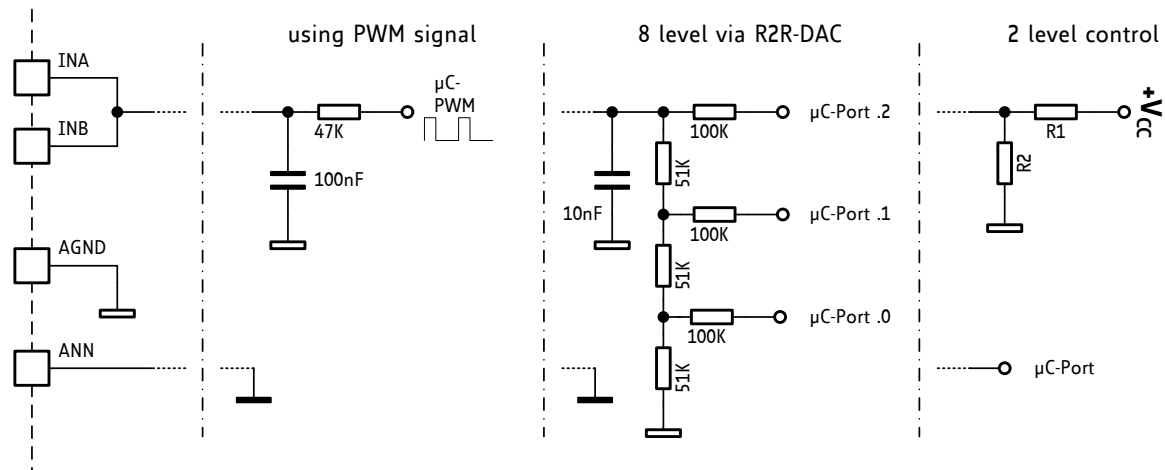 using PWM signal
8 level via R2R-DAC
2 level control
INA
INB
AGND
ANN
µC-
PWM
47K
100nF
µC-Port .2
100K
51K
10nF
µC-Port .1
100K
51K
µC-Port .0
100K
51K
+VCC
R1
R2
µC-Port